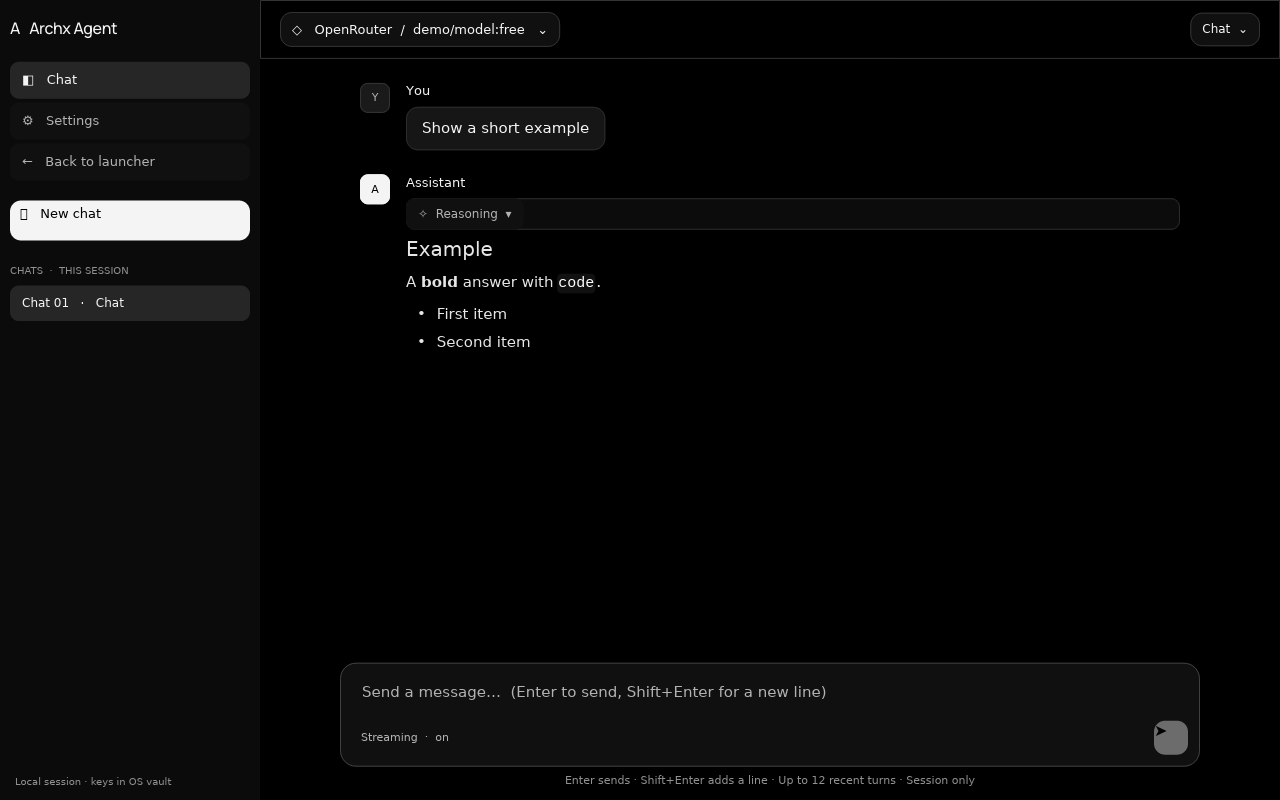 A Archx Agent
Chat
Settings
Back to launcher
New chat
CHATS · THIS SESSION
Chat 01 · Chat
Local session · keys in OS vault
OpenRouter / demo/model:free
Chat
Y
You
Show a short example
A
Assistant
Reasoning
Example
A bold answer with code.
• First item
• Second item
Send a message... (Enter to send, Shift+Enter for a new line)
Streaming · on
Enter sends · Shift+Enter adds a line · Up to 12 recent turns · Session only